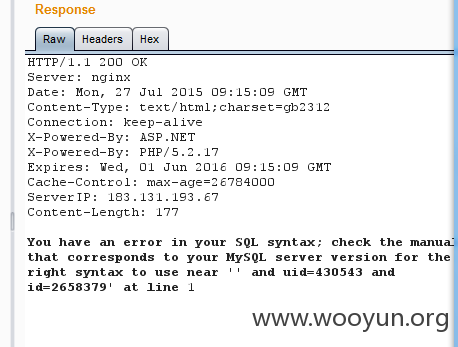 Response
Raw Headers Hex
HTTP/1.1 200 OK
Server: nginx
Date: Mon, 27 Jul 2015 09:15:09 GMT
Content-Type: text/html;charset=gb2312
Connection: keep-alive
X-Powered-By: ASP.NET
X-Powered-By: PHP/5.2.17
Expires: Wed, 01 Jun 2016 09:15:09 GMT
Cache-Control: max-age=26784000
ServerIP: 183.131.193.67
Content-Length: 177
You have an error in your SQL syntax; check the manual
that corresponds to your MySQL server version for the
right syntax to use near '' and uid=430543 and
id=2658379' at line 1
www.wooyun.org